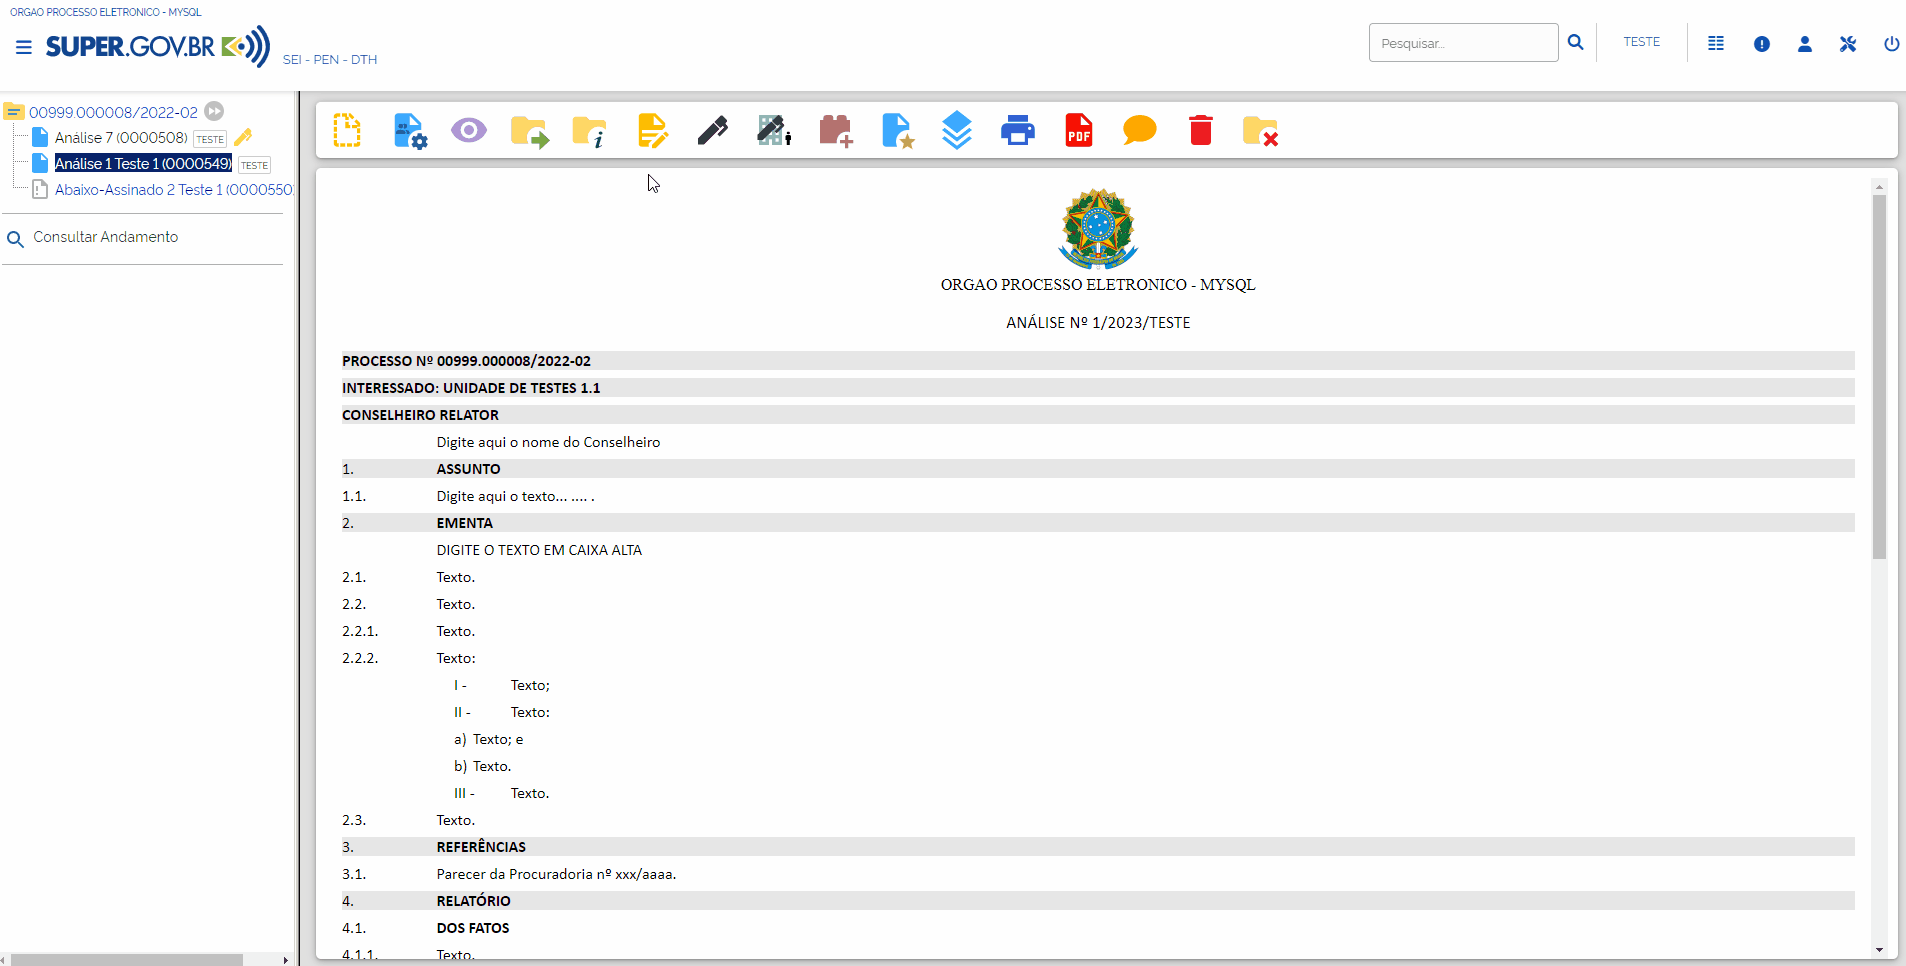 ORGAO PROCESSO ELETRONICO - MYSQL
SUPER.GOV.BR
SEI - PEN - DTH
Pesquisar...
TESTE
00999.000008/2022-02
Análise 7 (0000508) TESTE
Análise 1 Teste 1 (0000549) TESTE
Abaixo-Assinado 2 Teste 1 (0000550
Consultar Andamento
PDF
ORGAO PROCESSO ELETRONICO - MYSQL
ANÁLISE Nº 1/2023/TESTE
PROCESSO Nº 00999.000008/2022-02
INTERESSADO: UNIDADE DE TESTES 1.1
CONSELHEIRO RELATOR
Digite aqui o nome do Conselheiro
1. ASSUNTO
1.1. Digite aqui o texto... .... .
2. EMENTA
DIGITE O TEXTO EM CAIXA ALTA
2.1. Texto.
2.2. Texto.
2.2.1. Texto.
2.2.2. Texto:
I - Texto;
II - Texto:
a) Texto; e
b) Texto.
III - Texto.
2.3. Texto.
3. REFERÊNCIAS
3.1. Parecer da Procuradoria nº xxx/aaaa.
4. RELATÓRIO
4.1. DOS FATOS
4.1.1. Texto.